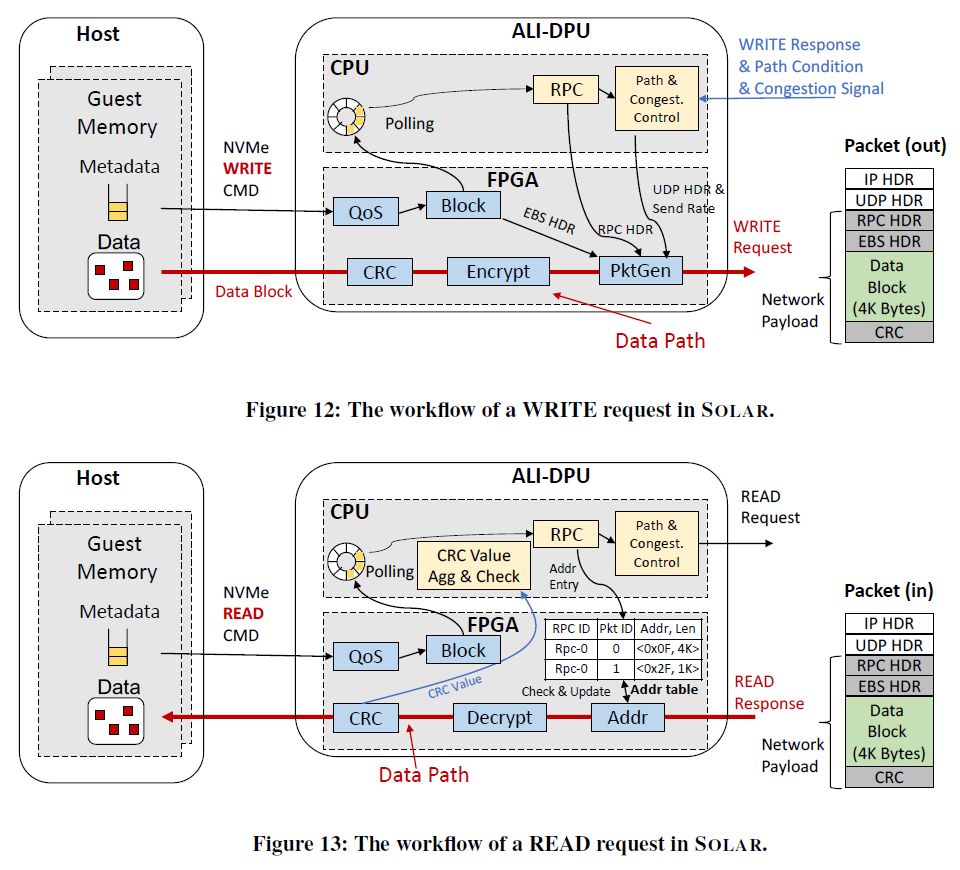 Host
Guest
Memory
Metadata
Data
NVMe
WRITE
CMD
Data Block
ALI-DPU
CPU
Polling
RPC
Path &
Congest.
Control
WRITE Response
& Path Condition
& Congestion Signal
FPGA
QoS
Block
EBS HDR
RPC HDR
UDP HDR &
Send Rate
CRC
Encrypt
PktGen
WRITE
Request
Data Path
Packet (out)
IP HDR
UDP HDR
RPC HDR
EBS HDR
Data
Block
(4K Bytes)
CRC
Network
Payload
Figure 12: The workflow of a WRITE request in SOLAR.
Host
Guest
Memory
Metadata
Data
NVMe
READ
CMD
ALI-DPU
CPU
Polling
CRC Value
Agg & Check
RPC
Path &
Congest.
Control
READ
Request
Addr
Entry
FPGA
QoS
Block
CRC Value
RPC ID Pkt ID Addr, Len
Rpc-0 0 <0x0F, 4K>
Rpc-0 1 <0x2F, 1K>
Check & Update
Addr table
CRC
Decrypt
Addr
READ
Response
Data Path
Packet (in)
IP HDR
UDP HDR
RPC HDR
EBS HDR
Data
Block
(4K Bytes)
CRC
Network
Payload
Figure 13: The workflow of a READ request in SOLAR.